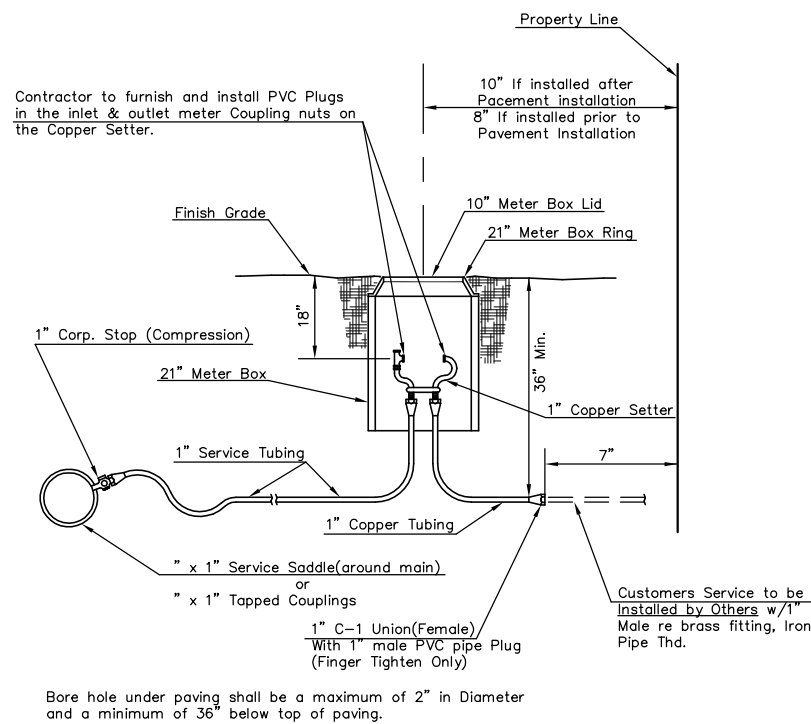 Property Line
10" If installed after
Pacement installation
8" If installed prior to
Pavement Installation
Contractor to furnish and install PVC Plugs
in the inlet & outlet meter Coupling nuts on
the Copper Setter.
10" Meter Box Lid
Finish Grade
21" Meter Box Ring
18"
1" Corp. Stop (Compression)
36" Min.
21" Meter Box
1" Copper Setter
1" Service Tubing
7"
1" Copper Tubing
" x 1" Service Saddle(around main)
or
" x 1" Tapped Couplings
Customers Service to be
Installed by Others w/1"
Male re brass fitting, Iron
Pipe Thd.
1" C-1 Union(Female)
With 1" male PVC pipe Plug
(Finger Tighten Only)
Bore hole under paving shall be a maximum of 2" in Diameter
and a minimum of 36" below top of paving.